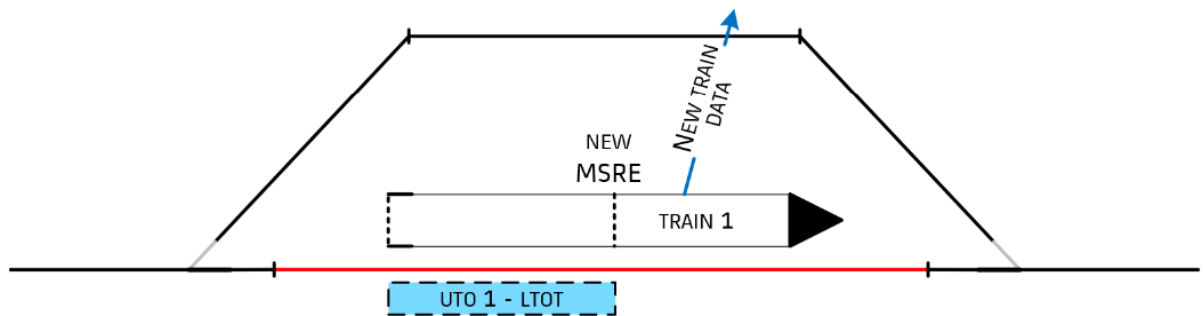 NEW TRAIN
DATA
NEW
MSRE
TRAIN 1
UTO 1 - LTOT